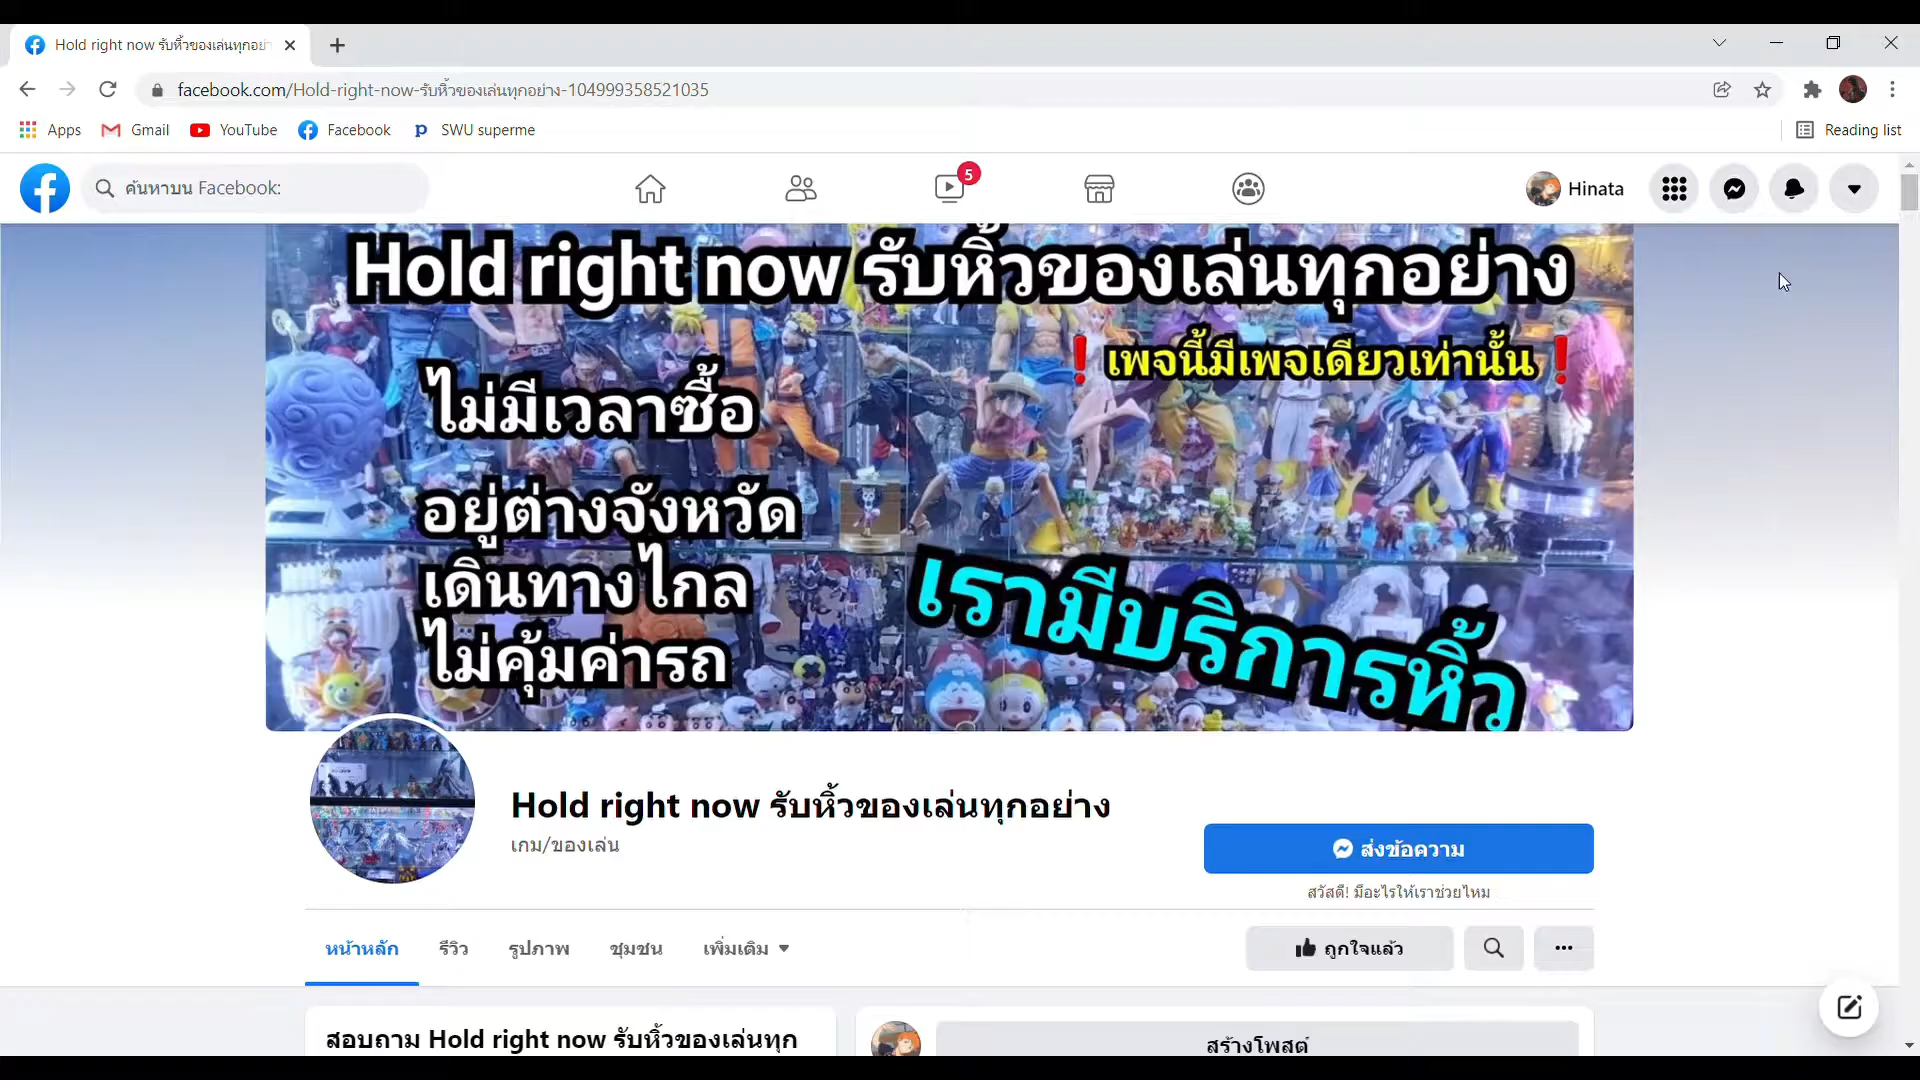 Hold right now รับหิ้วของเล่นทุกอย่า
facebook.com/Hold-right-now-รับหิ้วของเล่นทุกอย่าง-104999358521035
Apps
Gmail
YouTube
Facebook
SWU superme
Reading list
ค้นหาบน Facebook:
5
Hinata
Hold right now รับหิ้วของเล่นทุกอย่าง
❗เพจนี้มีเพจเดียวเท่านั้น❗
ไม่มีเวลาซื้อ
อยู่ต่างจังหวัด
เดินทางไกล
ไม่คุ้มค่ารถ
เรามีบริการหิ้ว
Hold right now รับหิ้วของเล่นทุกอย่าง
เกม/ของเล่น
ส่งข้อความ
สวัสดี! มีอะไรให้เราช่วยไหม
หน้าหลัก
รีวิว
รูปภาพ
ชุมชน
เพิ่มเติม
ถูกใจแล้ว
สอบถาม Hold right now รับหิ้วของเล่นทุก
สร้างโพสต์